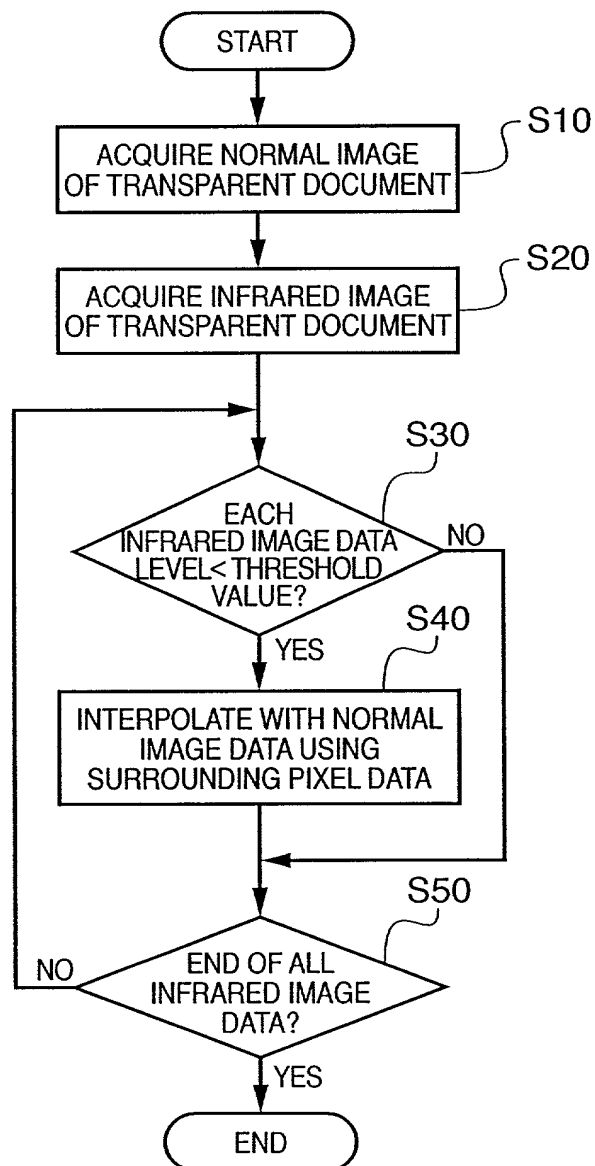 START
S10
ACQUIRE NORMAL IMAGE
OF TRANSPARENT DOCUMENT
S20
ACQUIRE INFRARED IMAGE
OF TRANSPARENT DOCUMENT
S30
EACH
INFRARED IMAGE DATA
LEVEL< THRESHOLD
VALUE?
NO
YES
S40
INTERPOLATE WITH NORMAL
IMAGE DATA USING
SURROUNDING PIXEL DATA
S50
END OF ALL
INFRARED IMAGE
DATA?
NO
YES
END